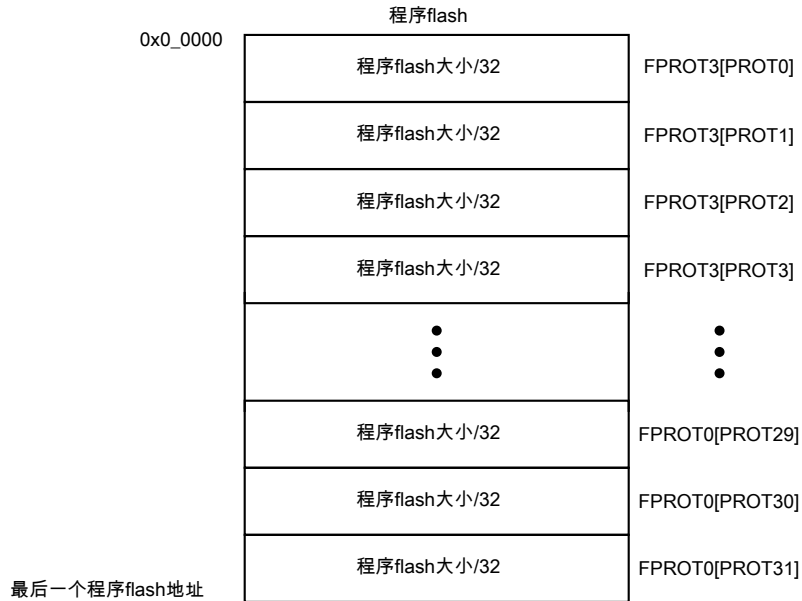 程序flash
0x0_0000
程序flash大小/32 FPROT3[PROT0]
程序flash大小/32 FPROT3[PROT1]
程序flash大小/32 FPROT3[PROT2]
程序flash大小/32 FPROT3[PROT3]
程序flash大小/32 FPROT0[PROT29]
程序flash大小/32 FPROT0[PROT30]
程序flash大小/32 FPROT0[PROT31]
最后一个程序flash地址